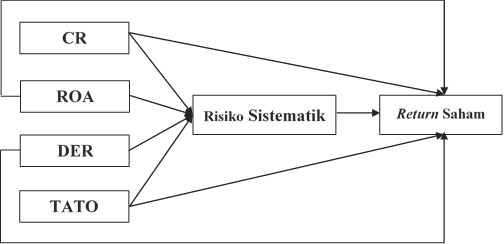 CR
ROA
Risiko Sistematik
Return Saham
DER
TATO